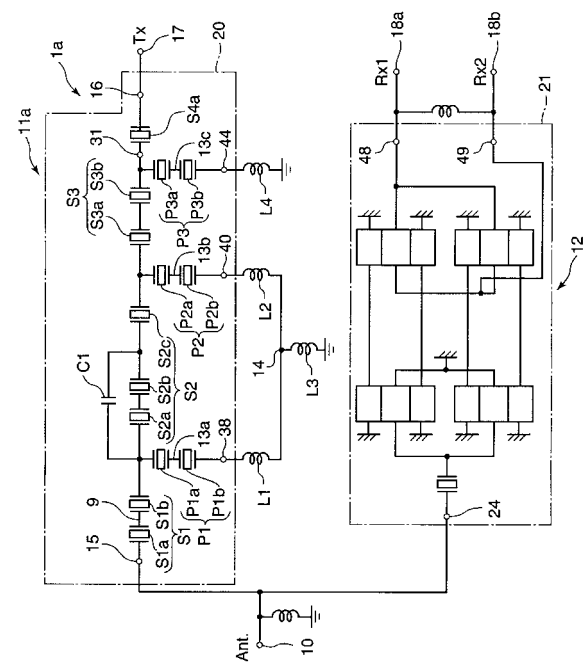 1a
11a
Tx
17
16
20
S4a
31
S3
S3b
S3a
13c
P3a
P3b
P3
44
L4
C1
S2c
S2b
S2a
S2
13b
P2a
P2b
P2
40
L2
14
L3
9
S1b
S1a
S1
15
13a
P1a
P1b
P1
38
L1
Ant.
10
Rx1
18a
Rx2
18b
21
48
49
12
24